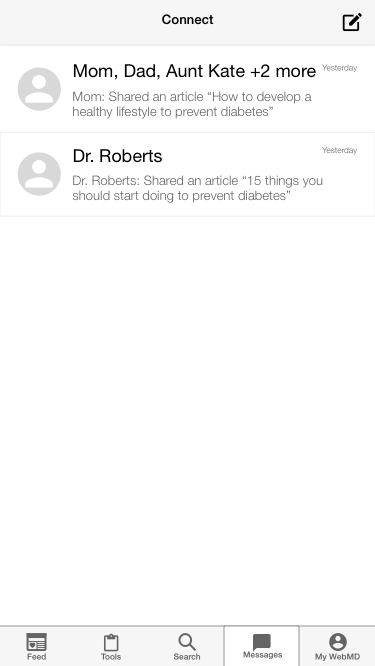 Connect
Mom, Dad, Aunt Kate +2 more
Yesterday
Mom: Shared an article “How to develop a
healthy lifestyle to prevent diabetes”
Dr. Roberts
Yesterday
Dr. Roberts: Shared an article “15 things you
should start doing to prevent diabetes”
Feed
Tools
Search
Messages
My WebMD